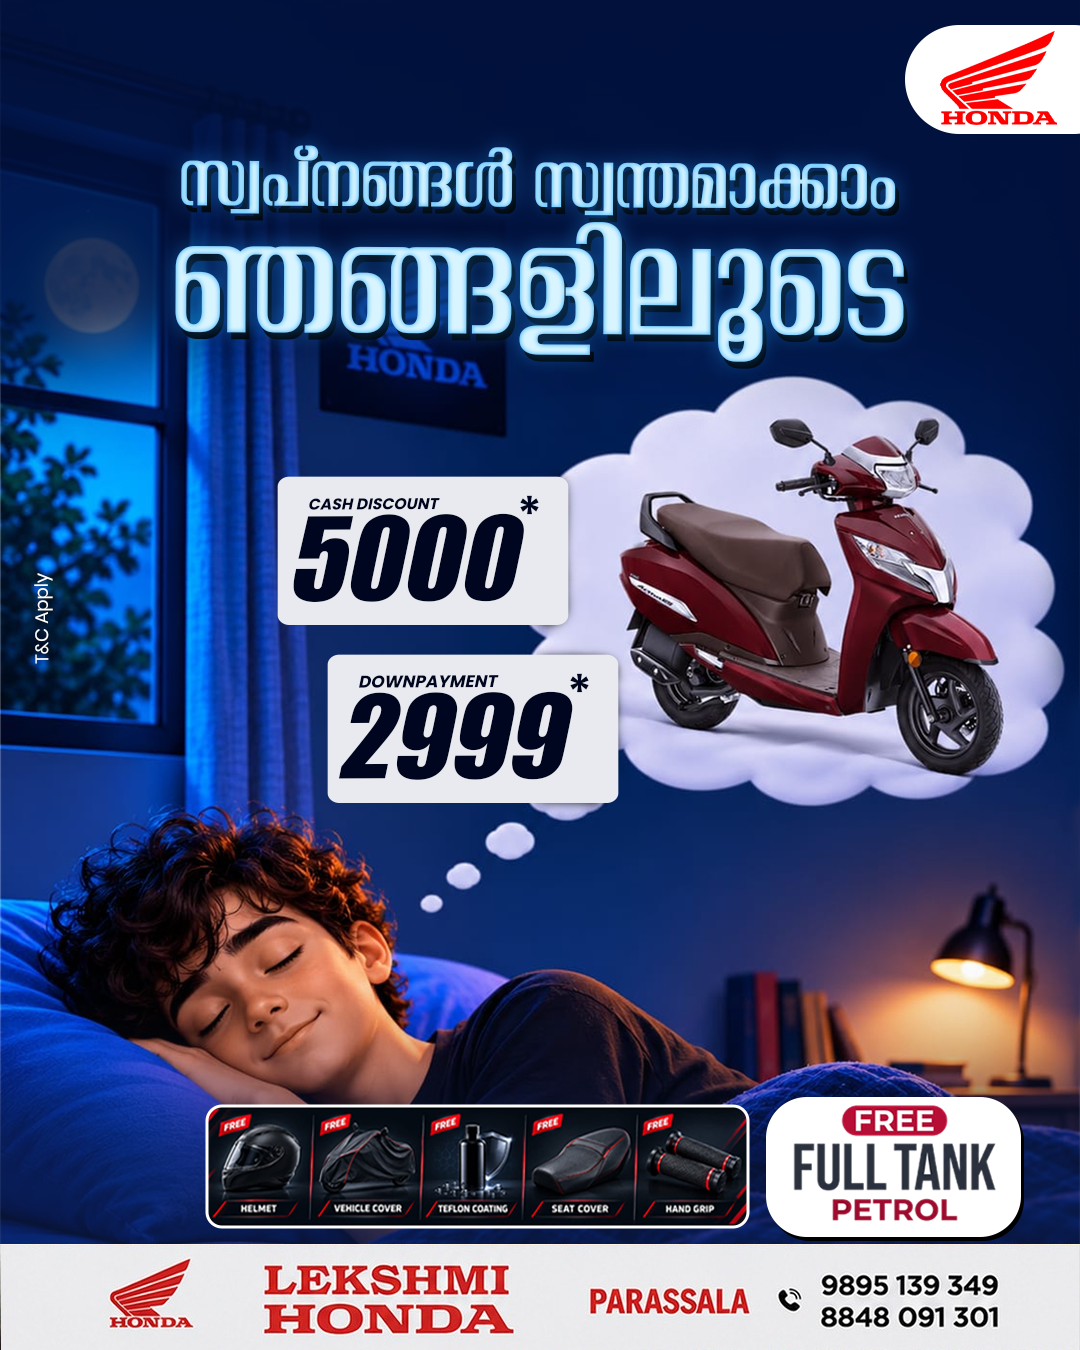 HONDA
സ്വപ്നങ്ങൾ സ്വന്തമാക്കാം
ഞങ്ങളിലൂടെ
HONDA
CASH DISCOUNT
5000*
DOWNPAYMENT
2999*
T&C Apply
FREE
HELMET
FREE
VEHICLE COVER
FREE
TEFLON COATING
FREE
SEAT COVER
FREE
HAND GRIP
FREE
FULL TANK
PETROL
HONDA
LEKSHMI
HONDA
PARASSALA
9895 139 349
8848 091 301